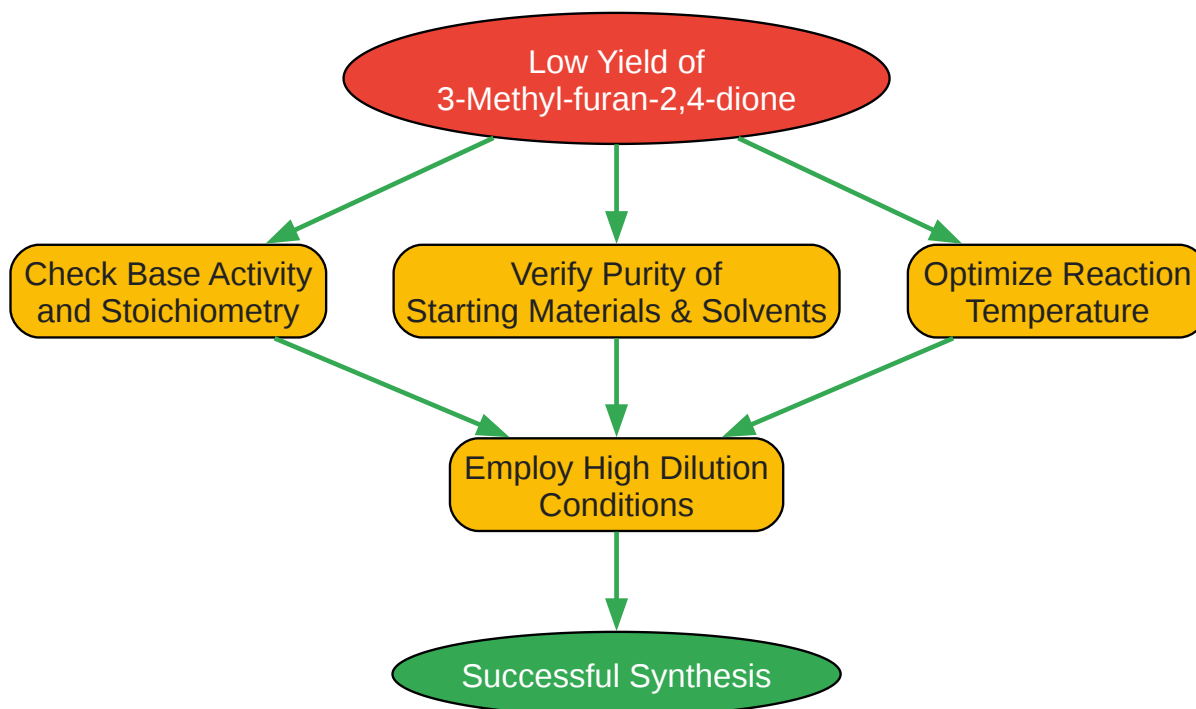 Low Yield of
3-Methyl-furan-2,4-dione
Check Base Activity
and Stoichiometry
Verify Purity of
Starting Materials & Solvents
Optimize Reaction
Temperature
Employ High Dilution
Conditions
Successful Synthesis